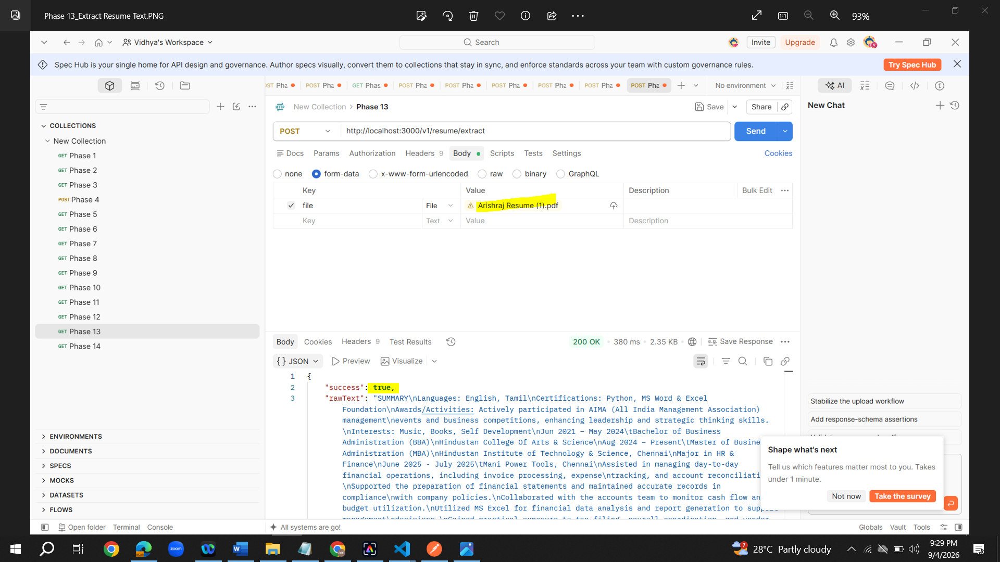 Phase 13_Extract Resume Text.PNG
93%
Vidhya's Workspace
Search
Invite
Upgrade
Spec Hub is your single home for API design and governance. Author specs visually, convert them to collections that stay in sync, and enforce standards across your team with custom governance rules.
Try Spec Hub
OST Pha
POST Pha
GET Phas
POST Pha
POST Pha
POST Pha
POST Pha
POST Pha
POST Pha
No environment
AI
New Collection > Phase 13
Save
Share
New Chat
COLLECTIONS
New Collection
GET Phase 1
GET Phase 2
GET Phase 3
POST Phase 4
GET Phase 5
GET Phase 6
GET Phase 7
GET Phase 8
GET Phase 9
GET Phase 10
GET Phase 11
GET Phase 12
GET Phase 13
GET Phase 14
ENVIRONMENTS
DOCUMENTS
SPECS
MOCKS
DATASETS
FLOWS
POST
http://localhost:3000/v1/resume/extract
Send
Docs Params Authorization Headers 9 Body Scripts Tests Settings
Cookies
none form-data x-www-form-urlencoded raw binary GraphQL
Key Value Description Bulk Edit
file File Arishraj Resume (1).pdf
Key Text Value Description
Body Cookies Headers 9 Test Results
200 OK 380 ms 2.35 KB e.g. Save Response
{} JSON Preview Visualize
1 {
2 "success": true,
3 "rawText": "SUMMARY\nLanguages: English, Tamil\nCertifications: Python, MS Word & Excel
Foundation\nAwards/Activities: Actively participated in AIMA (All India Management Association)
management\nevents and business competitions, enhancing leadership and strategic thinking skills.
\nInterests: Music, Books, Self Development\nJun 2021 – May 2024\tBachelor of Business
Administration (BBA)\nHindustan College Of Arts & Science\nAug 2024 – Present\tMaster of Busine
Administration (MBA)\nHindustan Institute of Technology & Science, Chennai\nMajor in HR &
Finance\nJune 2025 - July 2025\tMani Power Tools, Chennai\nAssisted in managing day-to-day
financial operations, including invoice processing, expense\ntracking, and account reconciliati
\nSupported the preparation of financial statements and maintained accurate records in
compliance\nwith company policies.\nCollaborated with the accounts team to monitor cash flow an
budget utilization.\nUtilized MS Excel for financial data analysis and report generation to supp
Stabilize the upload workflow
Add response-schema assertions
Shape what's next
Tell us which features matter most to you. Takes
under 1 minute.
Not now
Take the survey
Open folder Terminal Console
All systems are go!
Globals Vault Tools
zoom
7
28°C Partly cloudy
9:29 PM
9/4/2026